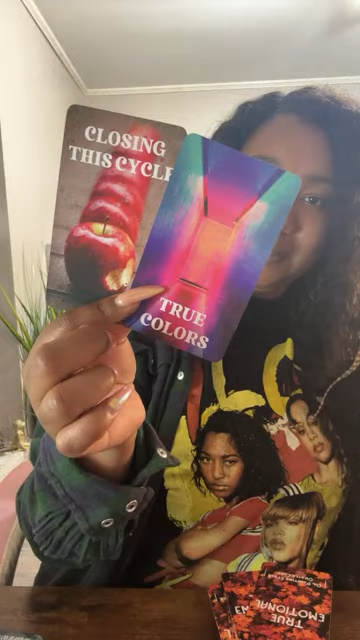 CLOSING
THIS CYCLE
TRUE
COLORS
TRUE
EMOTIONAL